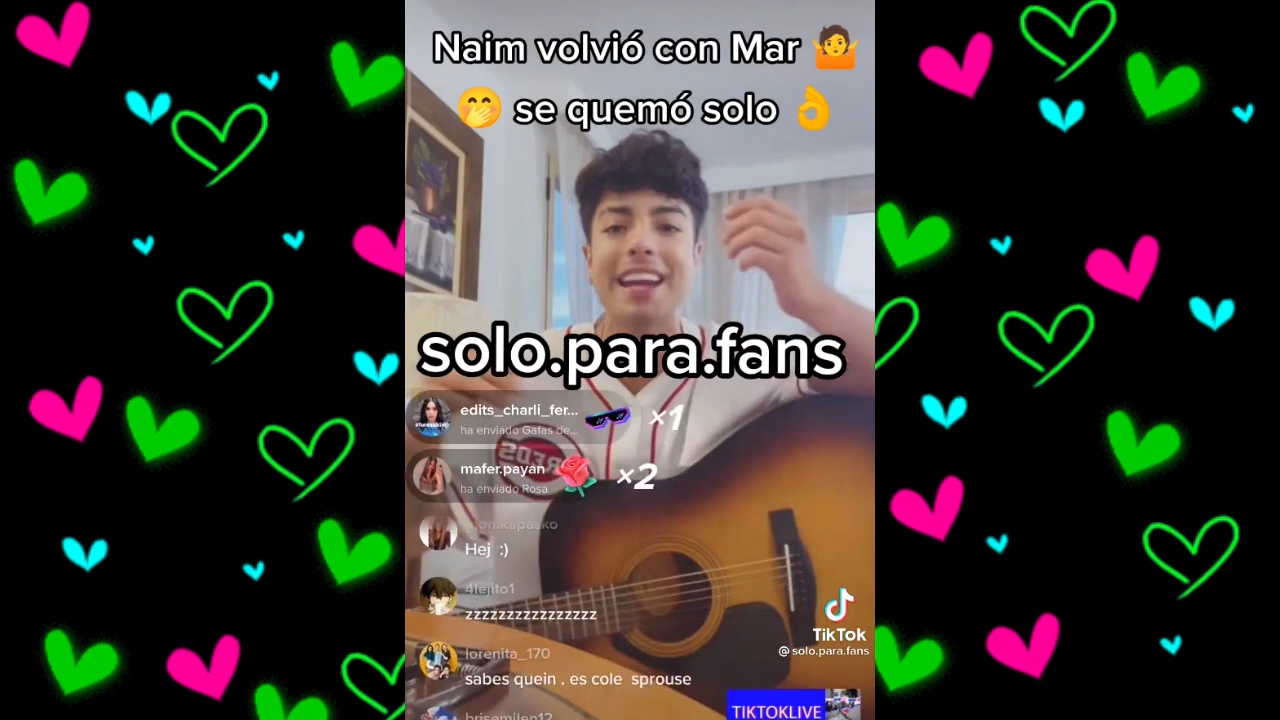 Naim volvió con Mar 🤷
🤭 se quemó solo 👌
solo.para.fans
edits_charli_fer...
ha enviado Gafas de...
×1
REDS
mafer.payan
ha enviado Rosa
×2
Hej :)
4lejito1
zzzzzzzzzzzzzzzz
lorenita_170
sabes quein . es cole sprouse
TikTok
@solo.para.fans
TIKTOKLIVE